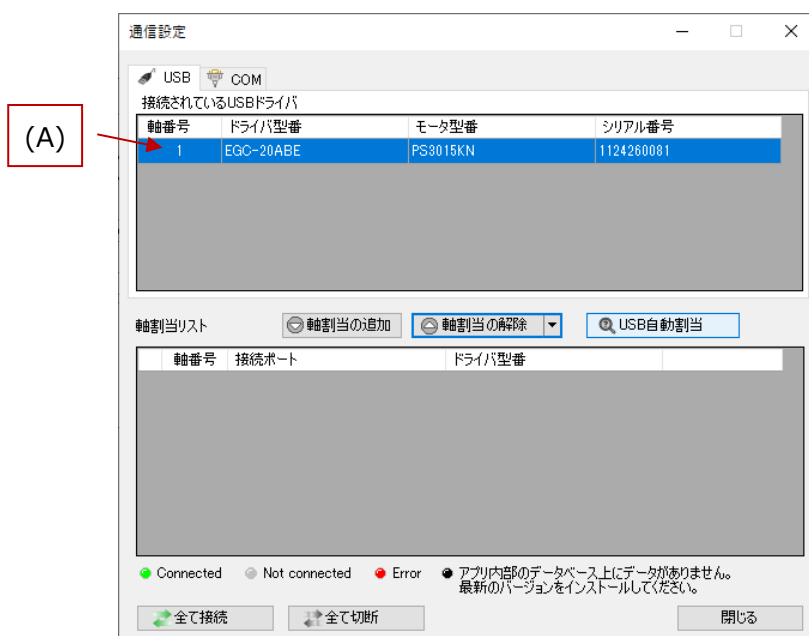 通信設定
USB COM
接続されているUSBドライバ
(A)
軸番号 ドライバ型番 モータ型番 シリアル番号
1 EGC-20ABE PS3015KN 1124260081
軸割当リスト 軸割当の追加 軸割当の解除 USB自動割当
軸番号 接続ポート ドライバ型番
Connected Not connected Error アプリ内部のデータベース上にデータがありません。
最新のバージョンをインストールしてください。
全て接続 全て切断 閉じる